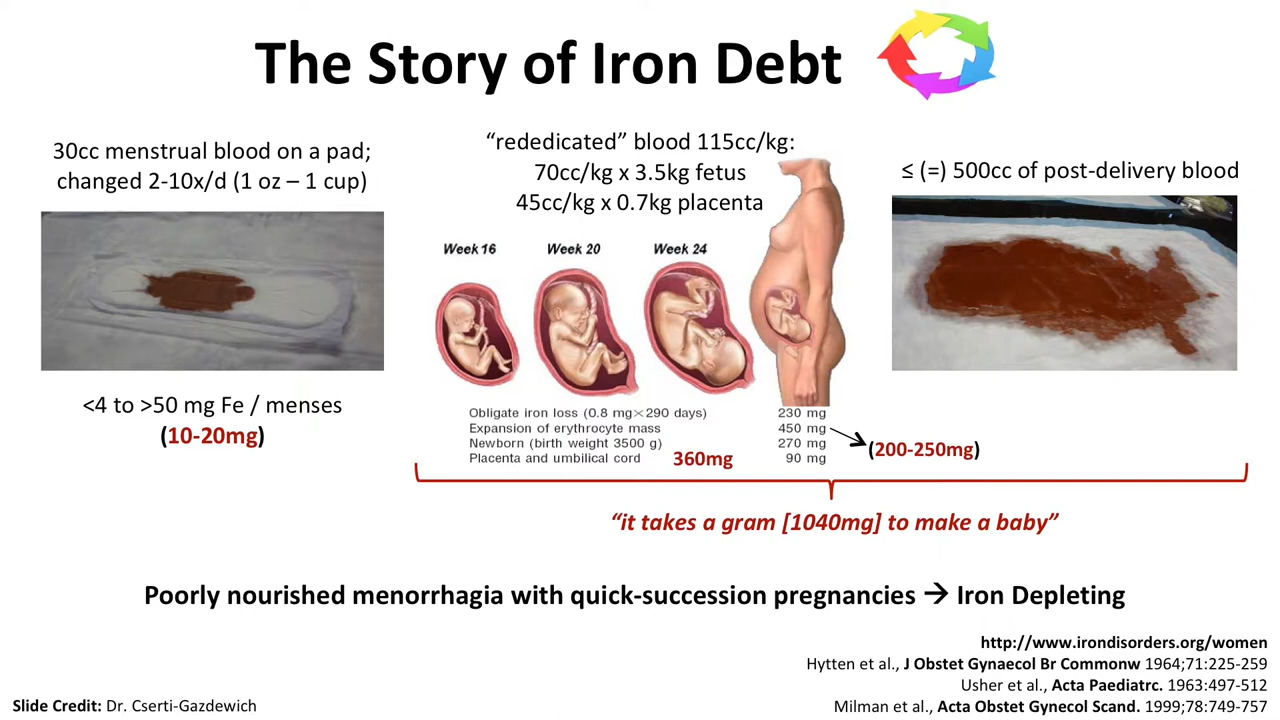 The Story of Iron Debt
30cc menstrual blood on a pad;
changed 2-10x/d (1 oz – 1 cup)
<4 to >50 mg Fe / menses
(10-20mg)
“rededicated” blood 115cc/kg:
70cc/kg x 3.5kg fetus
45cc/kg x 0.7kg placenta
Week 16 Week 20 Week 24
Obligate iron loss (0.8 mg×290 days) 230 mg
Expansion of erythrocyte mass 450 mg
Newborn (birth weight 3500 g) 270 mg
Placenta and umbilical cord 360mg 90 mg
(200-250mg)
≤ (=) 500cc of post-delivery blood
“it takes a gram [1040mg] to make a baby”
Poorly nourished menorrhagia with quick-succession pregnancies → Iron Depleting
http://www.irondisorders.org/women
Hytten et al., J Obstet Gynaecol Br Commonw 1964;71:225-259
Usher et al., Acta Paediatrc. 1963:497-512
Milman et al., Acta Obstet Gynecol Scand. 1999;78:749-757
Slide Credit: Dr. Cserti-Gazdewich